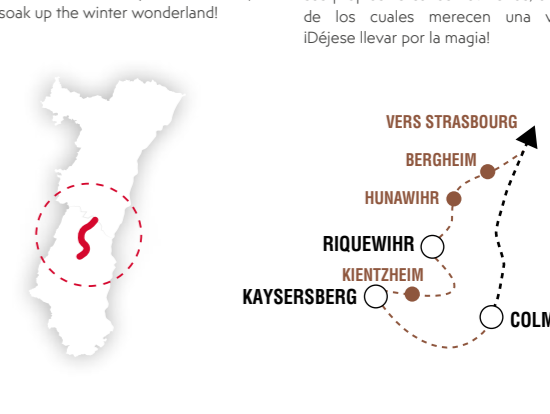 soak up the winter wonderland!
de los cuales merecen una
¡Déjese llevar por la magia!
VERS STRASBOURG
BERGHEIM
HUNAWIHR
RIQUEWIHR
KIENTZHEIM
KAYSERSBERG